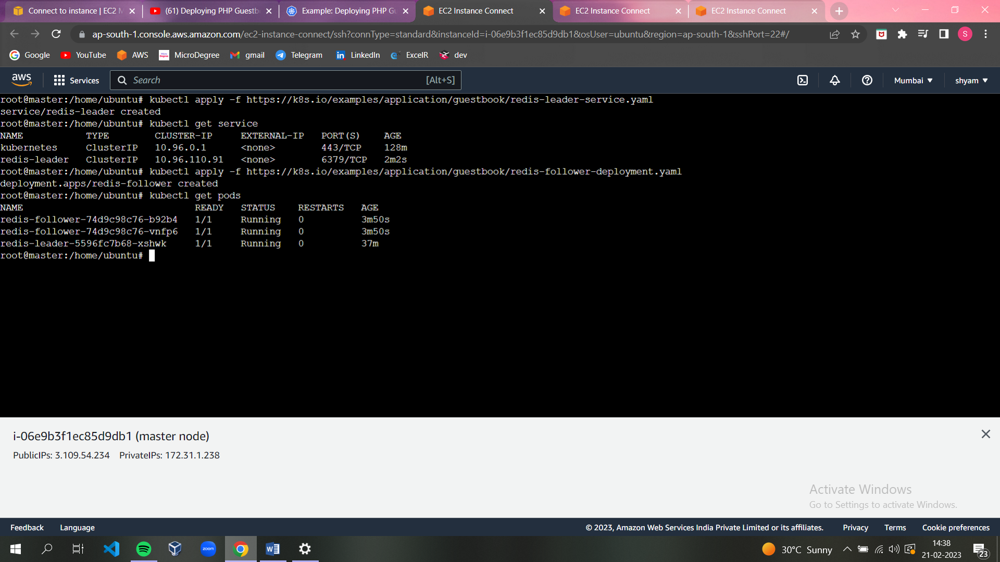 Connect to instance | EC2 M
(61) Deploying PHP Guestb
Example: Deploying PHP Gu
EC2 Instance Connect
EC2 Instance Connect
EC2 Instance Connect
ap-south-1.console.aws.amazon.com/ec2-instance-connect/ssh?connType=standard&instanceId=i-06e9b3f1ec85d9db1&osUser=ubuntu&region=ap-south-1&sshPort=22#/
S
Google YouTube AWS MicroDegree gmail Telegram LinkedIn ExcelR dev
aws Services Search [Alt+S] Mumbai shyam
root@master:/home/ubuntu# kubectl apply -f https://k8s.io/examples/application/guestbook/redis-leader-service.yaml
service/redis-leader created
root@master:/home/ubuntu# kubectl get service
NAME TYPE CLUSTER-IP EXTERNAL-IP PORT(S) AGE
kubernetes ClusterIP 10.96.0.1 <none> 443/TCP 128m
redis-leader ClusterIP 10.96.110.91 <none> 6379/TCP 2m2s
root@master:/home/ubuntu# kubectl apply -f https://k8s.io/examples/application/guestbook/redis-follower-deployment.yaml
deployment.apps/redis-follower created
root@master:/home/ubuntu# kubectl get pods
NAME READY STATUS RESTARTS AGE
redis-follower-74d9c98c76-b92b4 1/1 Running 0 3m50s
redis-follower-74d9c98c76-vnfp6 1/1 Running 0 3m50s
redis-leader-5596fc7b68-xshwk 1/1 Running 0 37m
root@master:/home/ubuntu#
i-06e9b3f1ec85d9db1 (master node)
PublicIPs: 3.109.54.234 PrivateIPs: 172.31.1.238
Activate Windows
Go to Settings to activate Windows.
Feedback Language © 2023, Amazon Web Services India Private Limited or its affiliates. Privacy Terms Cookie preferences
zoom
30°C Sunny
14:38
21-02-2023
23